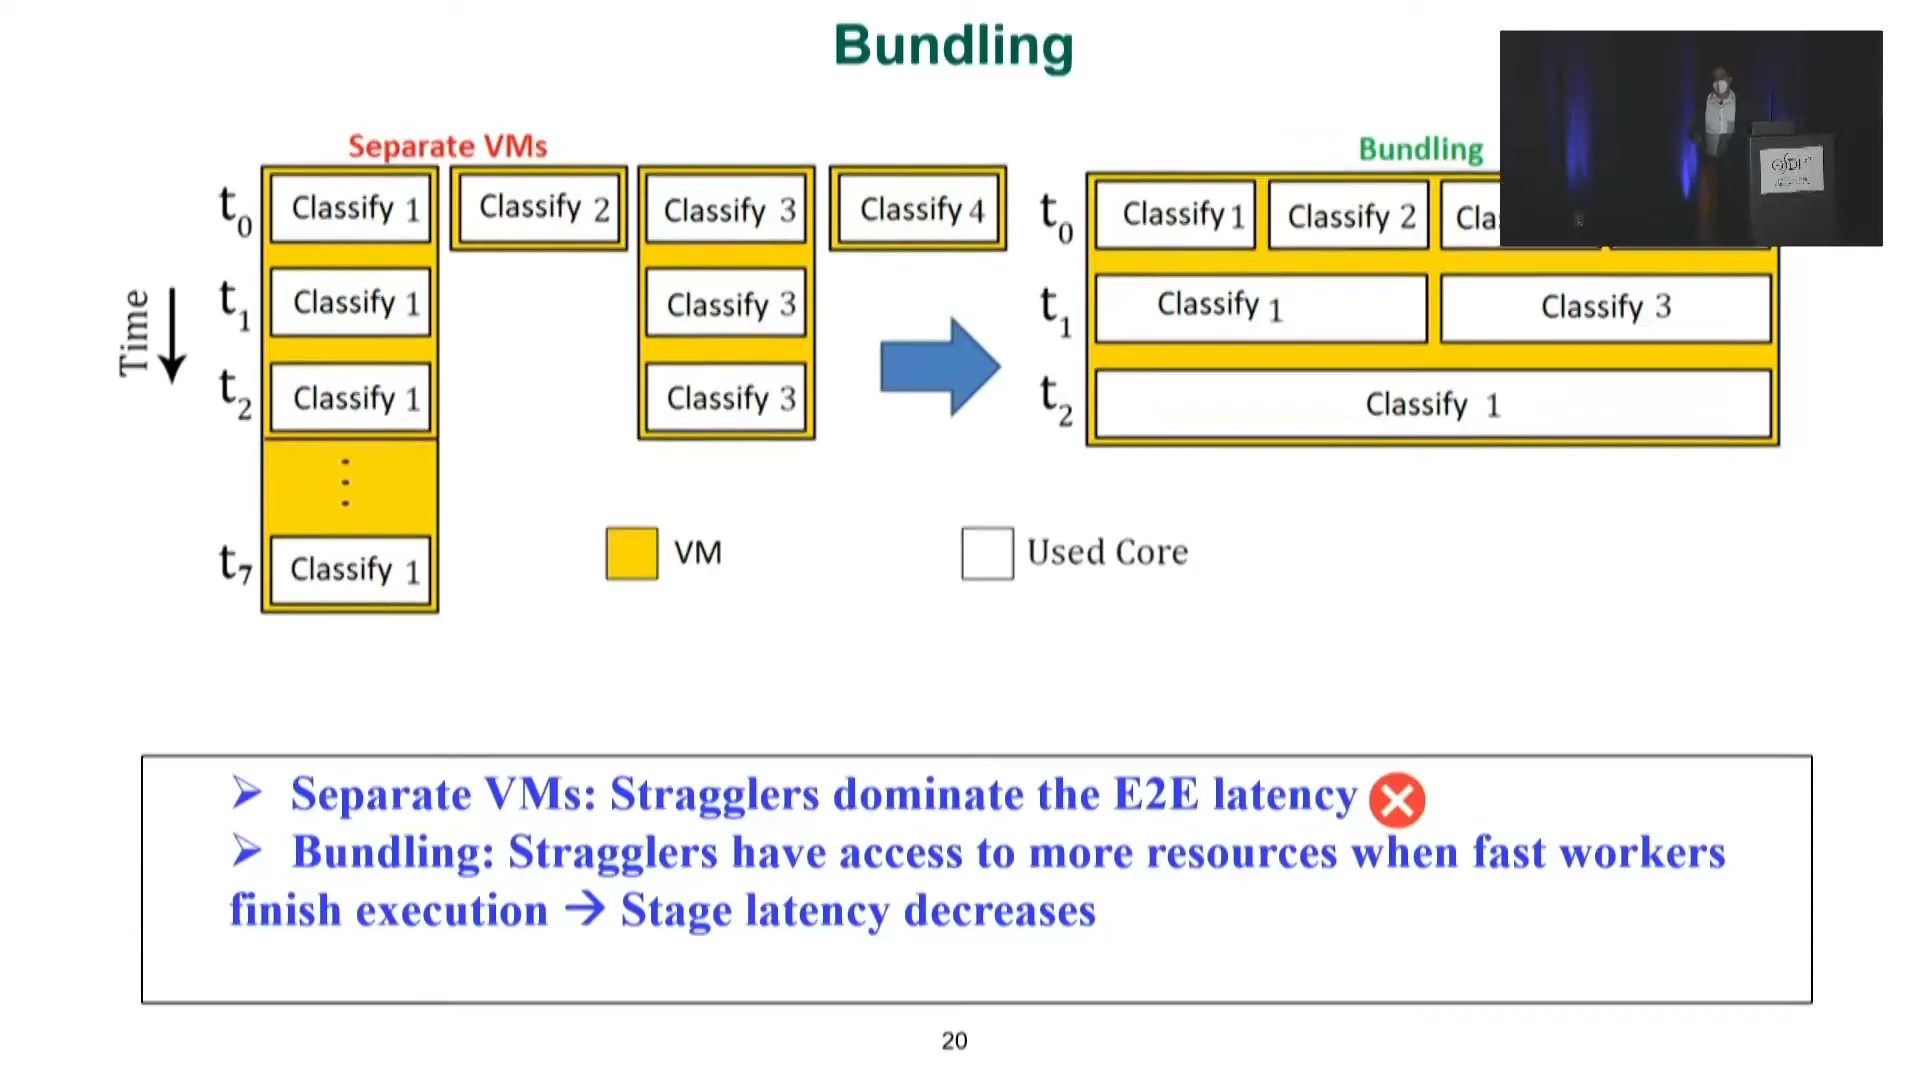 Bundling
Separate VMs
Bundling
t0 Classify 1 Classify 2 Classify 3 Classify 4
t0 Classify 1 Classify 2 Cla
Time
t1 Classify 1 Classify 3
t1 Classify 1 Classify 3
t2 Classify 1 Classify 3
t2 Classify 1
t7 Classify 1
VM
Used Core
➢ Separate VMs: Stragglers dominate the E2E latency
➢ Bundling: Stragglers have access to more resources when fast workers
finish execution → Stage latency decreases
20